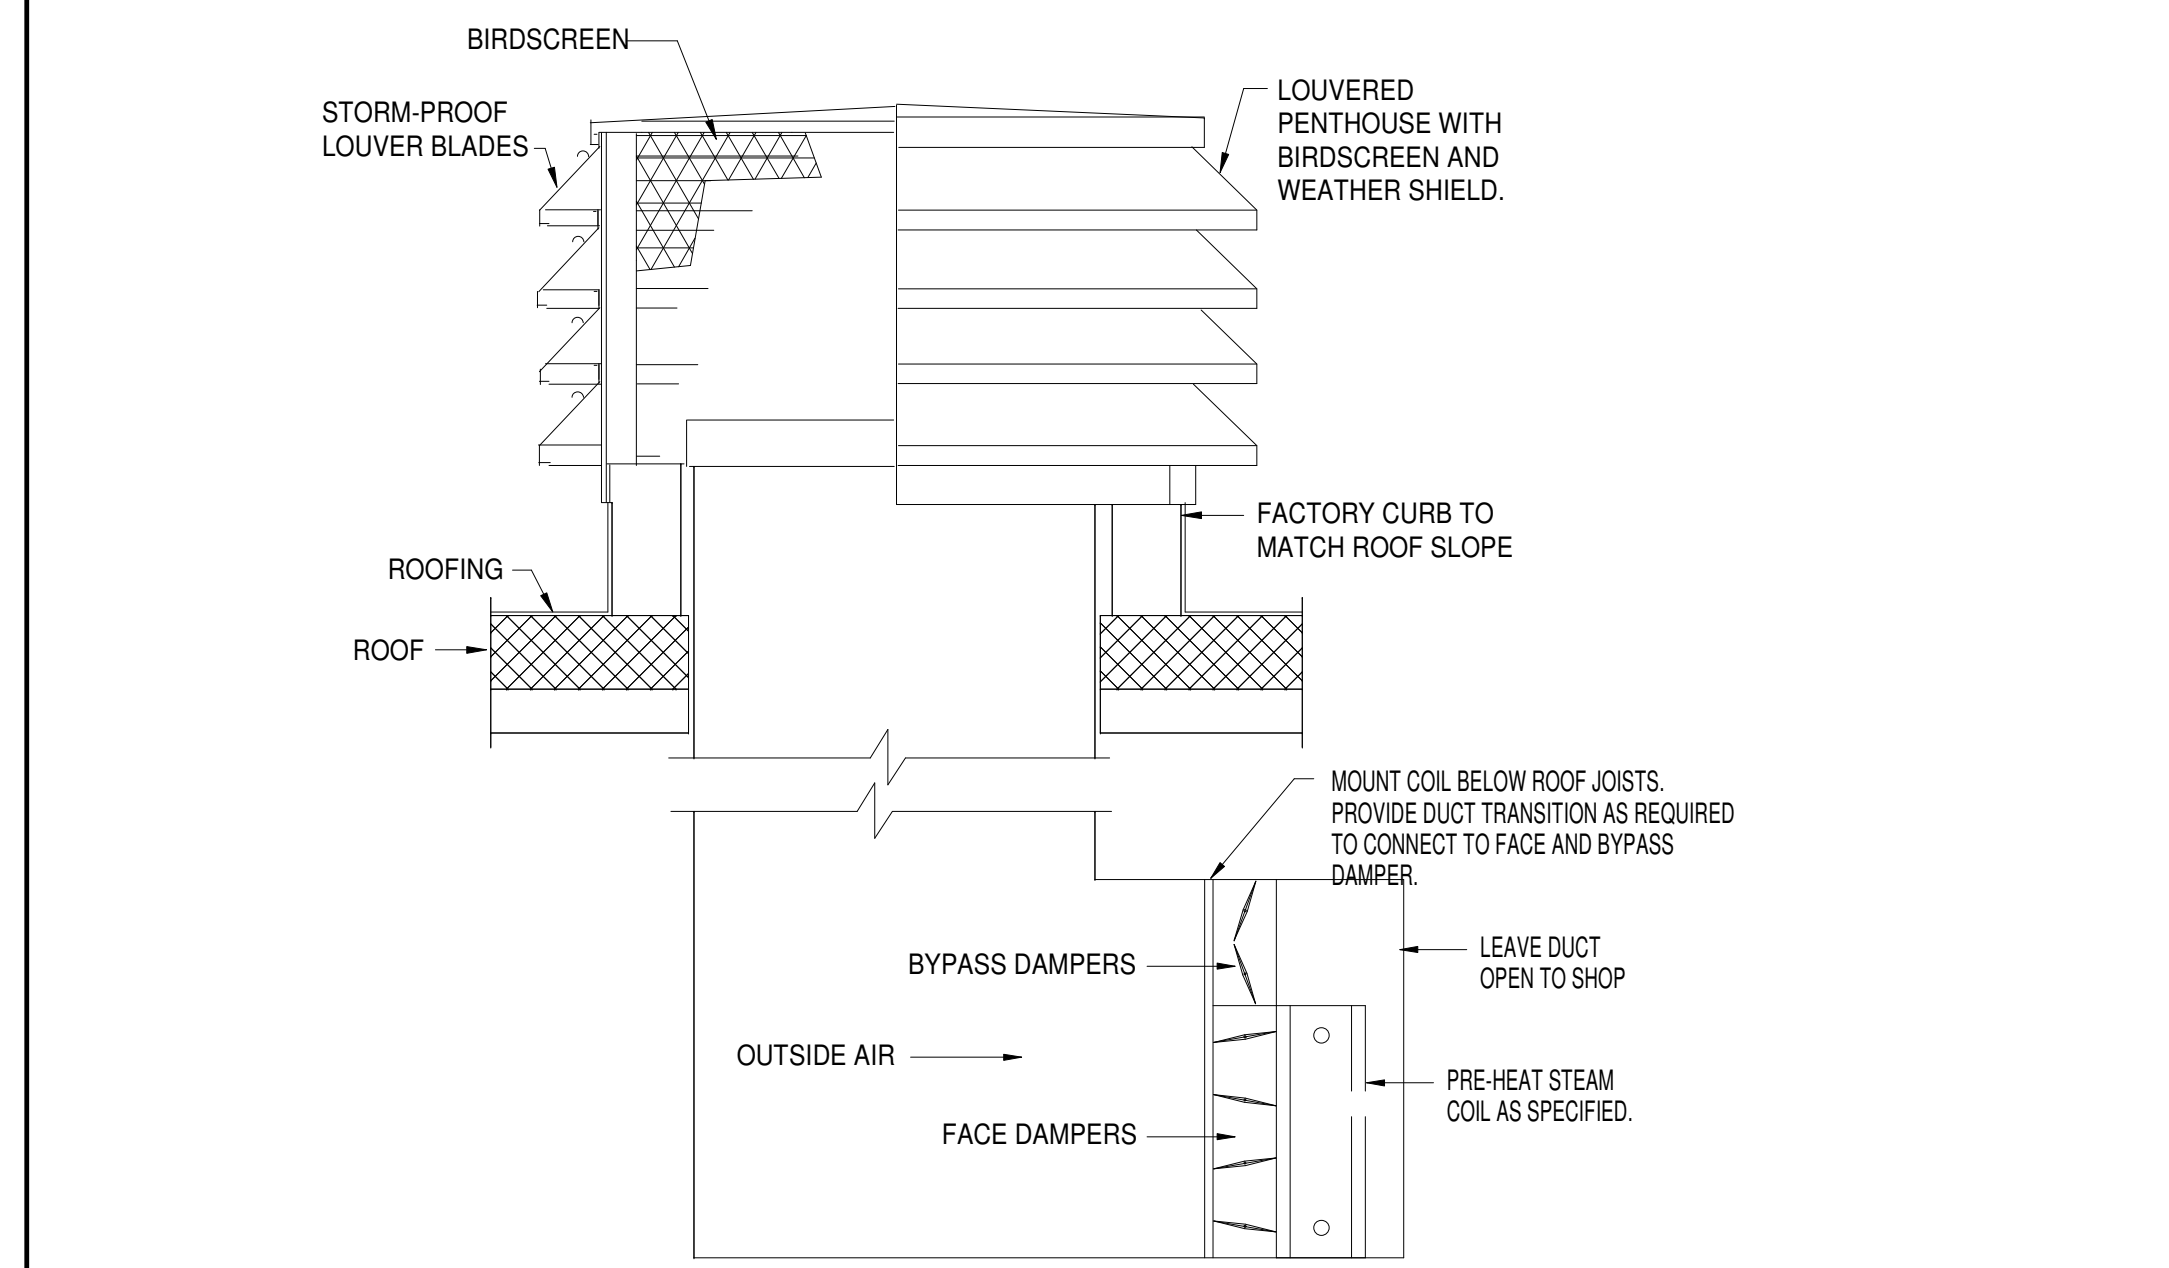 BIRDSCREEN
STORM-PROOF
LOUVER BLADES
LOUVERED
PENTHOUSE WITH
BIRDSCREEN AND
WEATHER SHIELD.
FACTORY CURB TO
MATCH ROOF SLOPE
ROOFING
ROOF
MOUNT COIL BELOW ROOF JOISTS.
PROVIDE DUCT TRANSITION AS REQUIRED
TO CONNECT TO FACE AND BYPASS
DAMPER.
BYPASS DAMPERS
LEAVE DUCT
OPEN TO SHOP
OUTSIDE AIR
PRE-HEAT STEAM
COIL AS SPECIFIED.
FACE DAMPERS